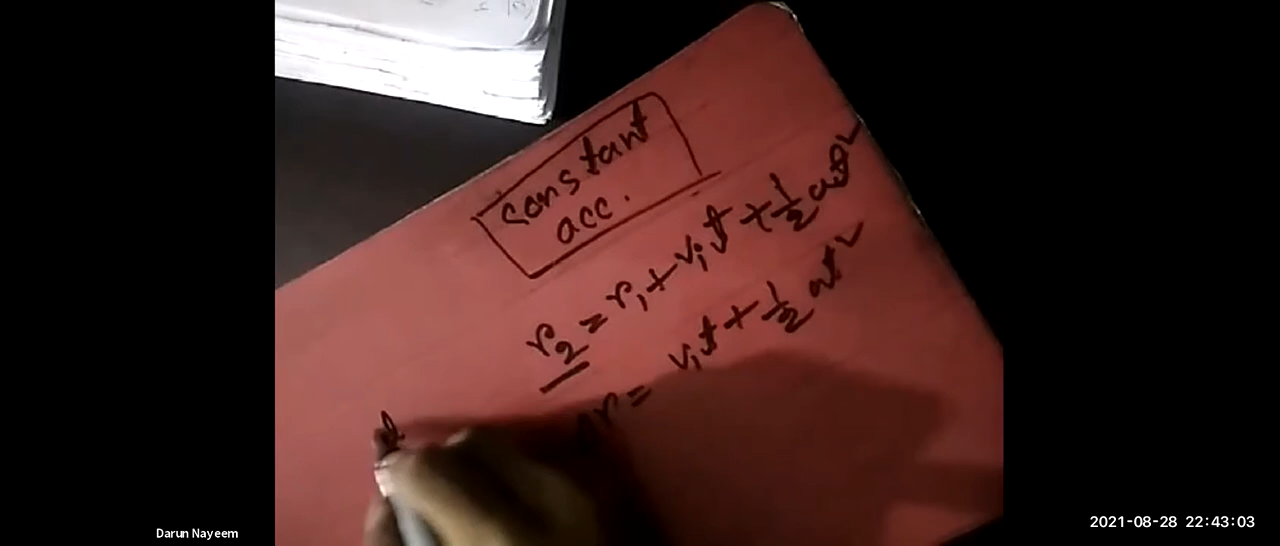 Constant
acc.
r₂ = r₁ + v₁t + ½at²
Δr = v₁t + ½at²
Darun Nayeem
2021-08-28 22:43:03